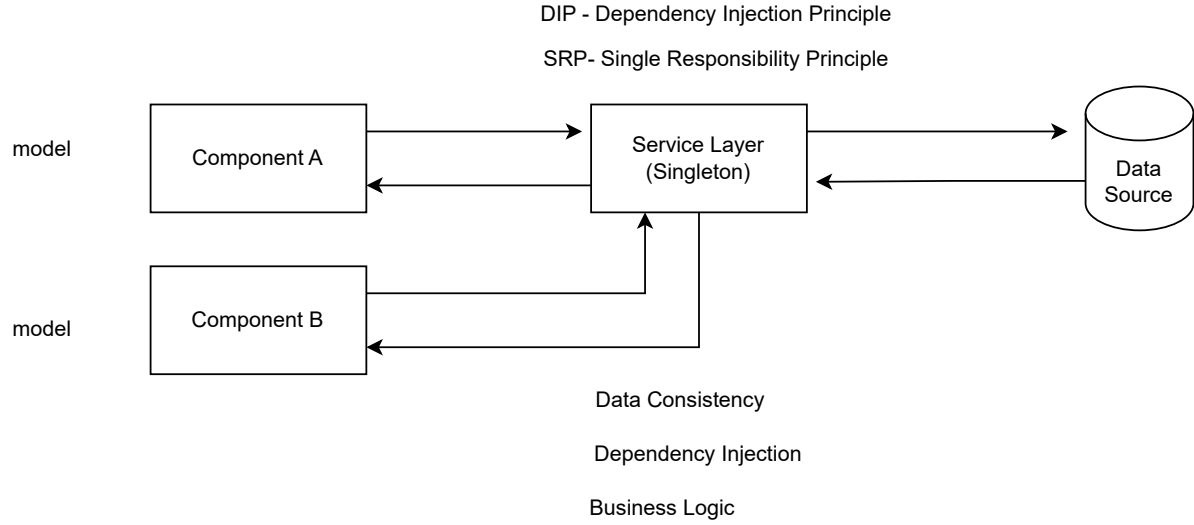 DIP - Dependency Injection Principle
SRP- Single Responsibility Principle
model
Component A
Service Layer
(Singleton)
Data
Source
model
Component B
Data Consistency
Dependency Injection
Business Logic